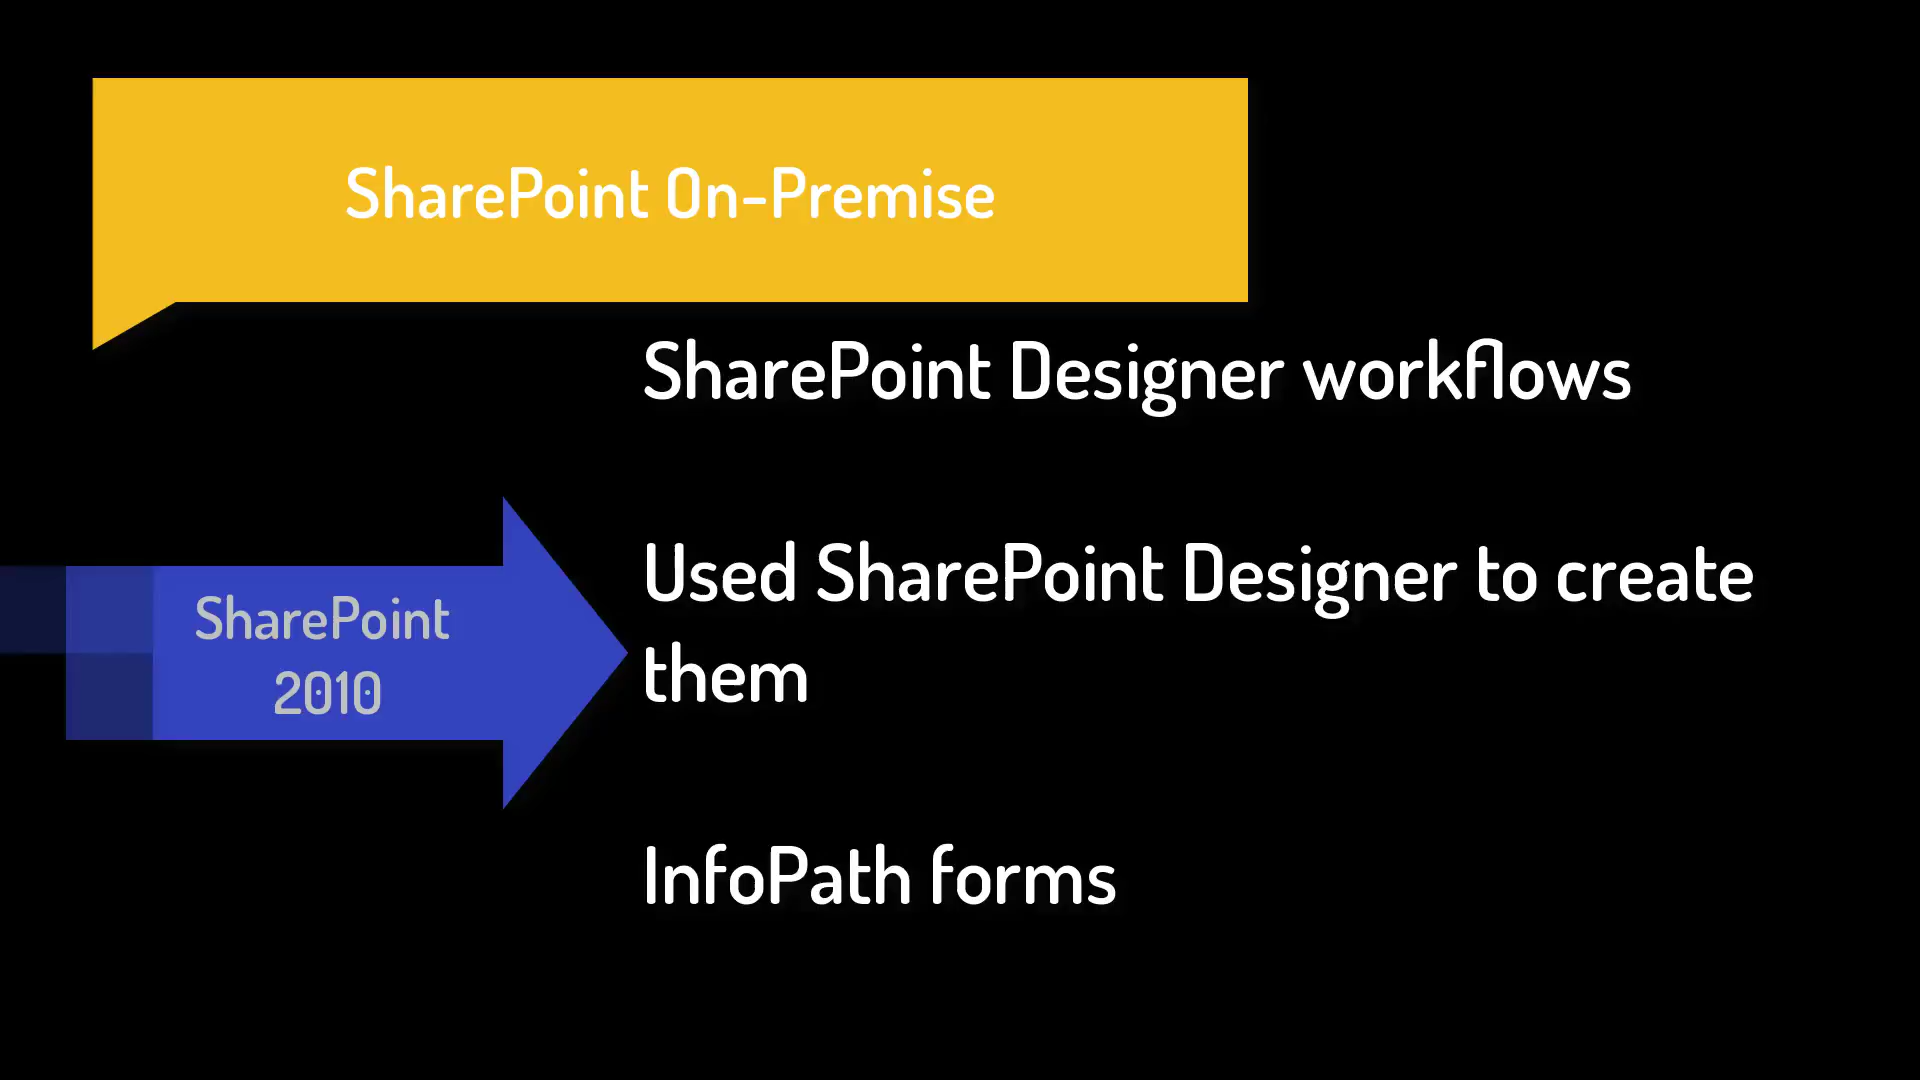 SharePoint On-Premise
SharePoint Designer workflows
SharePoint
2010
Used SharePoint Designer to create
them
InfoPath forms